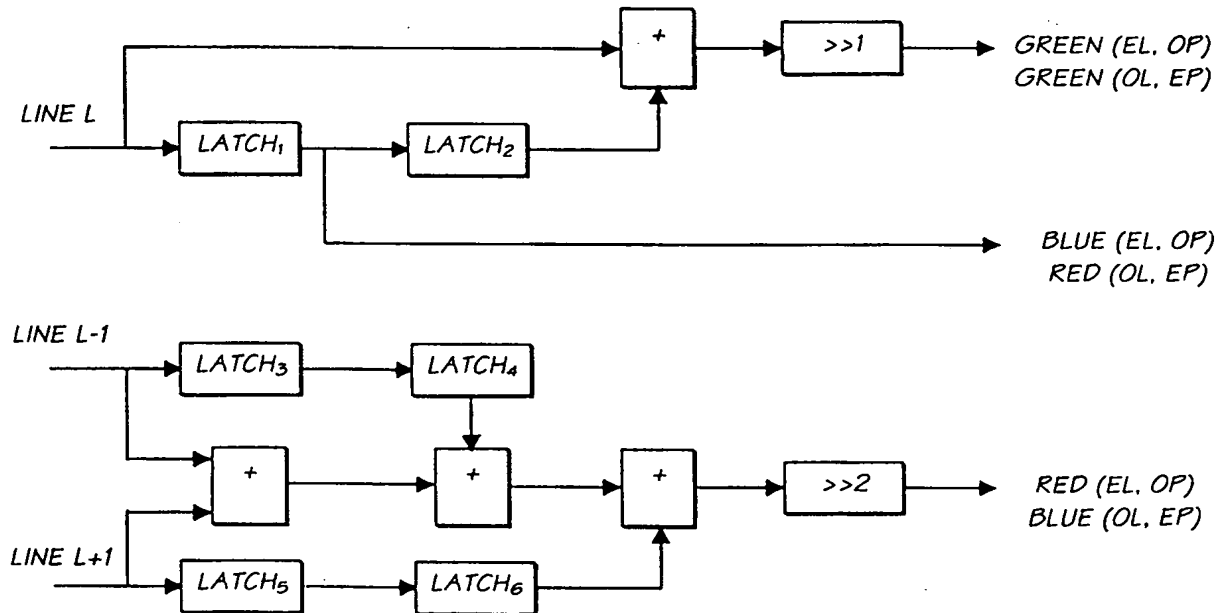 +
>>1
GREEN (EL, OP)
GREEN (OL, EP)
LINE L
LATCH₁
LATCH₂
BLUE (EL, OP)
RED (OL, EP)
LINE L-1
LATCH₃
LATCH₄
+
+
+
>>2
RED (EL, OP)
BLUE (OL, EP)
LINE L+1
LATCH₅
LATCH₆